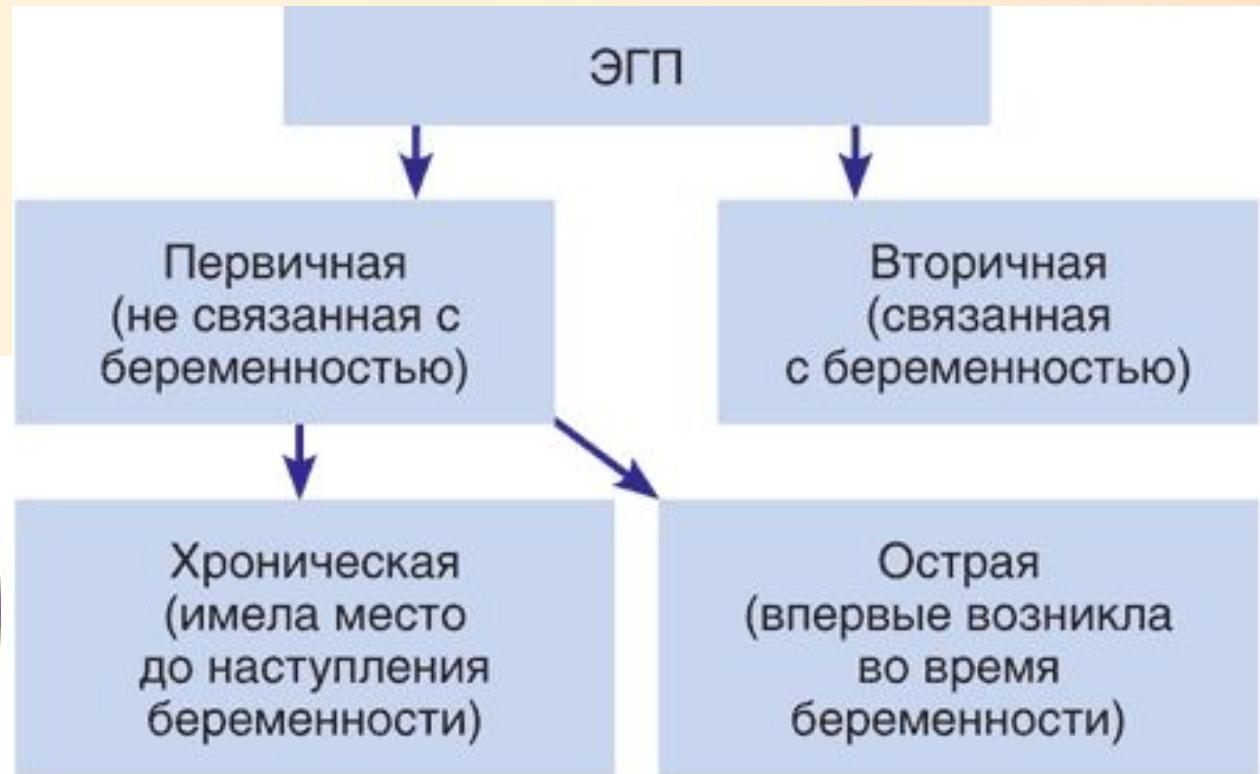 ЭГП
Первичная
(не связанная с
беременностью)
Вторичная
(связанная
с беременностью)
Хроническая
(имела место
до наступления
беременности)
Острая
(впервые возникла
во время
беременности)